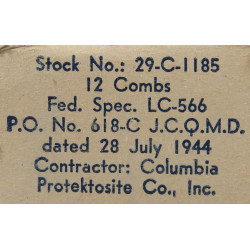 Stock No.: 29-C-1185
12 Combs
Fed. Spec. LC-566
P.O. No. 618-C J.C.Q.M.D.
dated 28 July 1944
Contractor: Columbia
Protektosite Co., Inc.